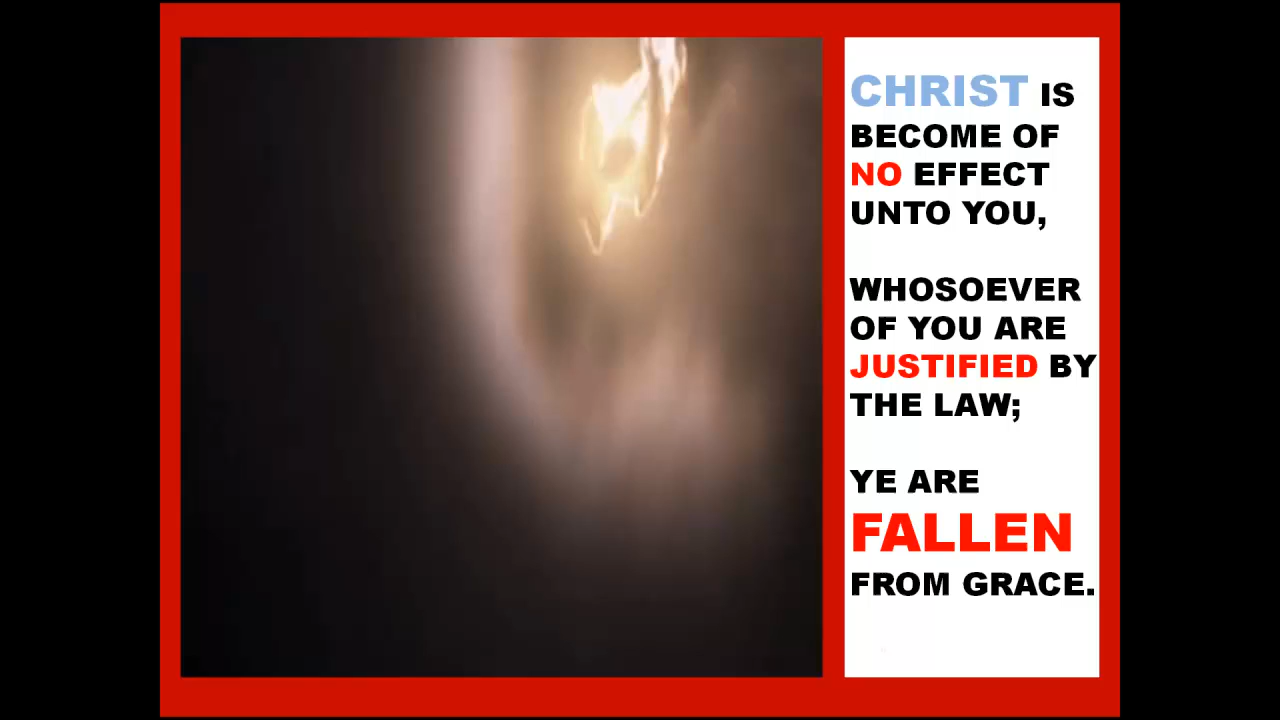 CHRIST IS
BECOME OF
NO EFFECT
UNTO YOU,
WHOSOEVER
OF YOU ARE
JUSTIFIED BY
THE LAW;
YE ARE
FALLEN
FROM GRACE.